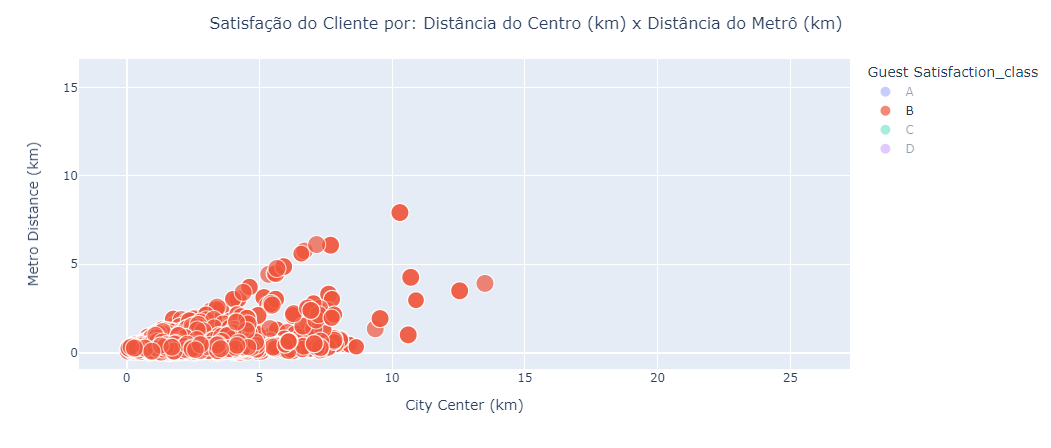 Satisfação do Cliente por: Distância do Centro (km) x Distância do Metrô (km)
Guest Satisfaction_class
A
B
C
D
Metro Distance (km)
15
10
5
0
0
5
10
15
20
25
City Center (km)